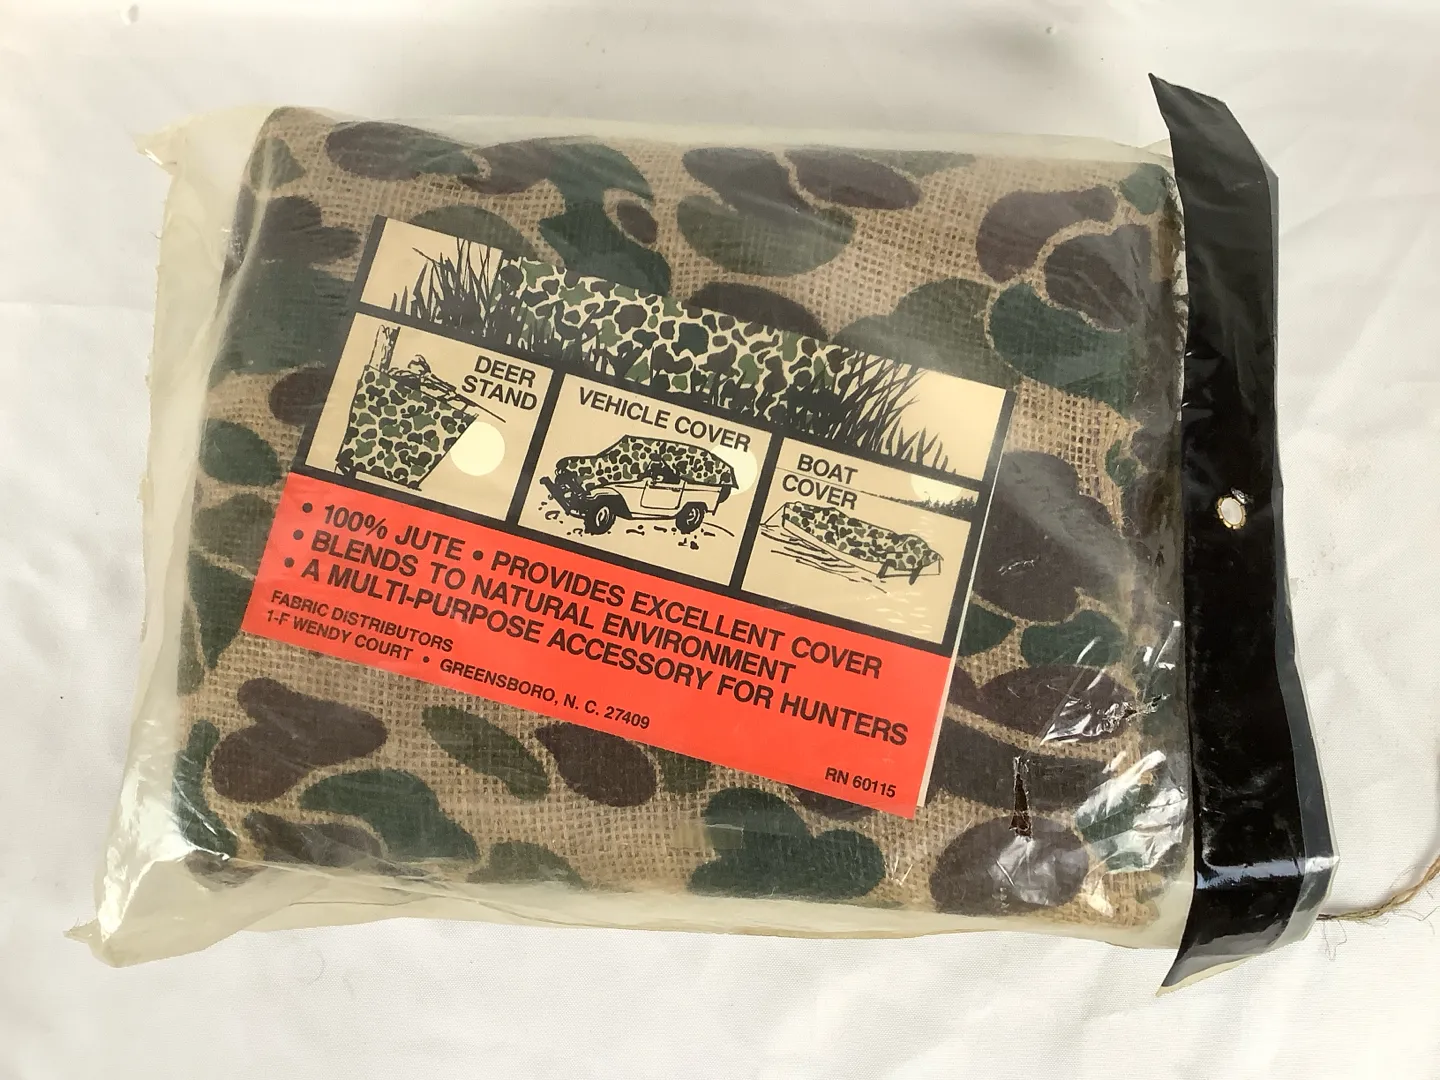 DEER
STAND
VEHICLE COVER
BOAT
COVER
• 100% JUTE • PROVIDES EXCELLENT COVER
• BLENDS TO NATURAL ENVIRONMENT
• A MULTI-PURPOSE ACCESSORY FOR HUNTERS
FABRIC DISTRIBUTORS
1-F WENDY COURT • GREENSBORO, N. C. 27409
RN 60115